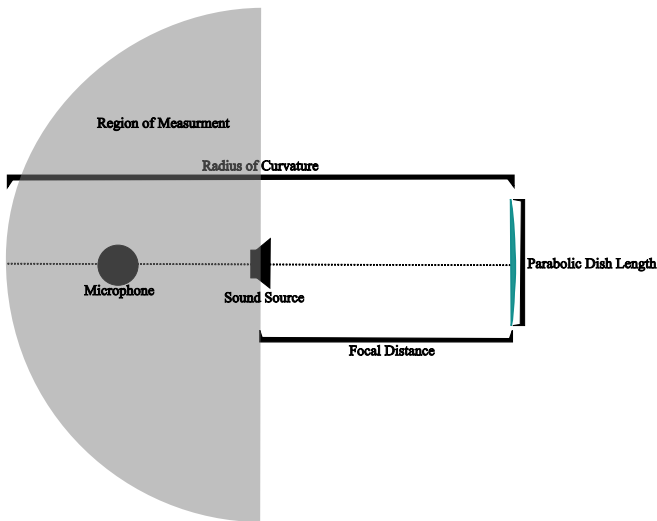 Region of Measurment
Radius of Curvature
Parabolic Dish Length
Microphone
Sound Source
Focal Distance